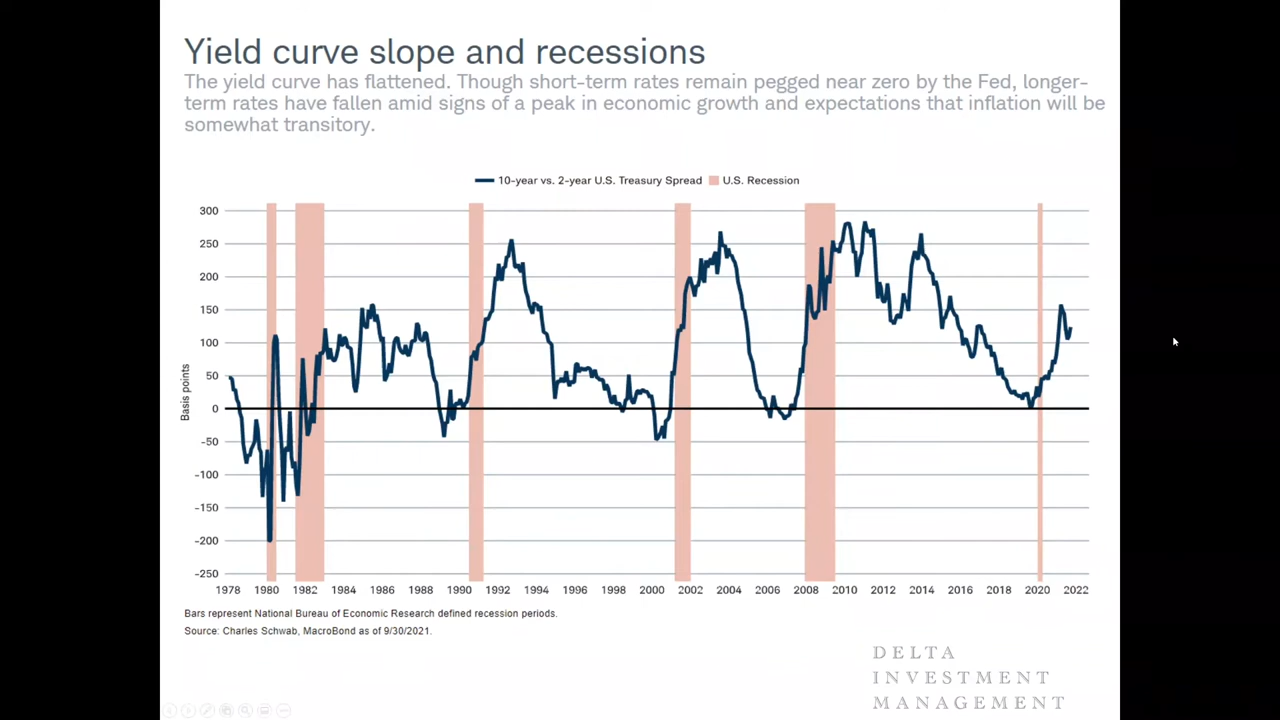 Yield curve slope and recessions
The yield curve has flattened. Though short-term rates remain pegged near zero by the Fed, longer-
term rates have fallen amid signs of a peak in economic growth and expectations that inflation will be
somewhat transitory.
10-year vs. 2-year U.S. Treasury Spread U.S. Recession
300
250
200
150
100
50
0
-50
-100
-150
-200
-250
Basis points
1978 1980 1982 1984 1986 1988 1990 1992 1994 1996 1998 2000 2002 2004 2006 2008 2010 2012 2014 2016 2018 2020 2022
Bars represent National Bureau of Economic Research defined recession periods.
Source: Charles Schwab, MacroBond as of 9/30/2021.
DELTA
INVESTMENT
MANAGEMENT